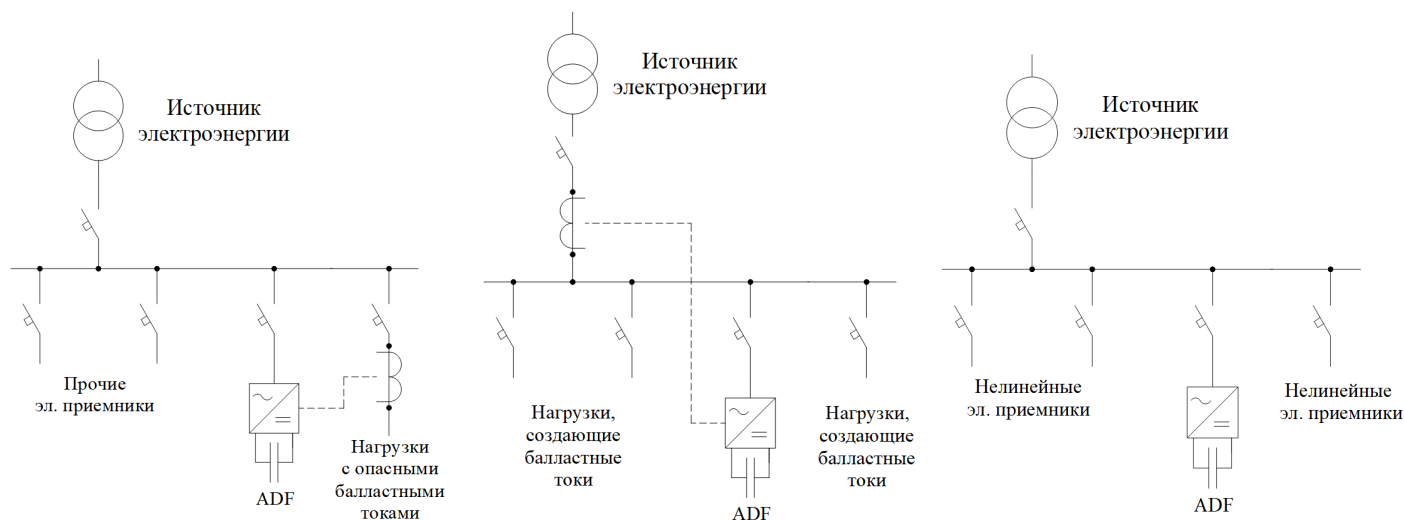 Источник
электроэнергии
Прочие
эл. приемники
ADF
Нагрузки
с опасными
балластными
токами
Источник
электроэнергии
Нагрузки,
создающие
балластные
токи
ADF
Нагрузки,
создающие
балластные
токи
Источник
электроэнергии
Нелинейные
эл. приемники
ADF
Нелинейные
эл. приемники